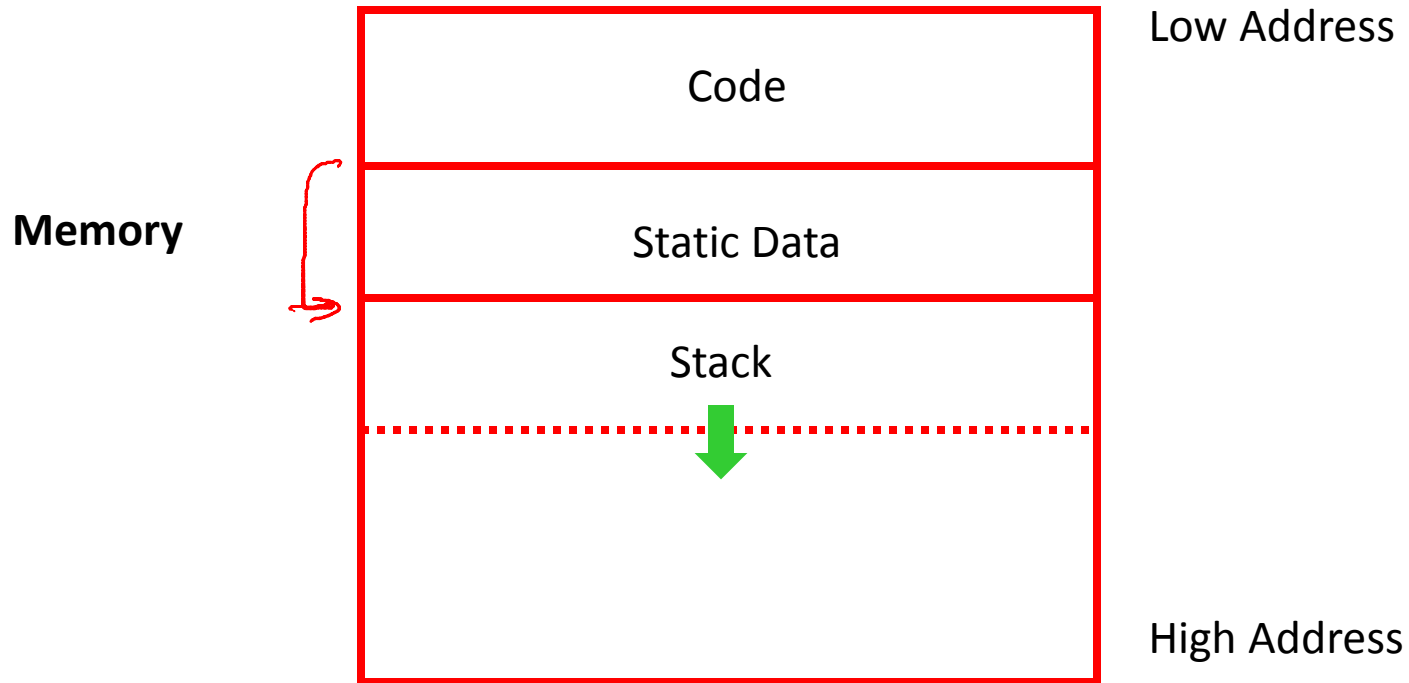 Low Address
Code
Memory
Static Data
Stack
High Address